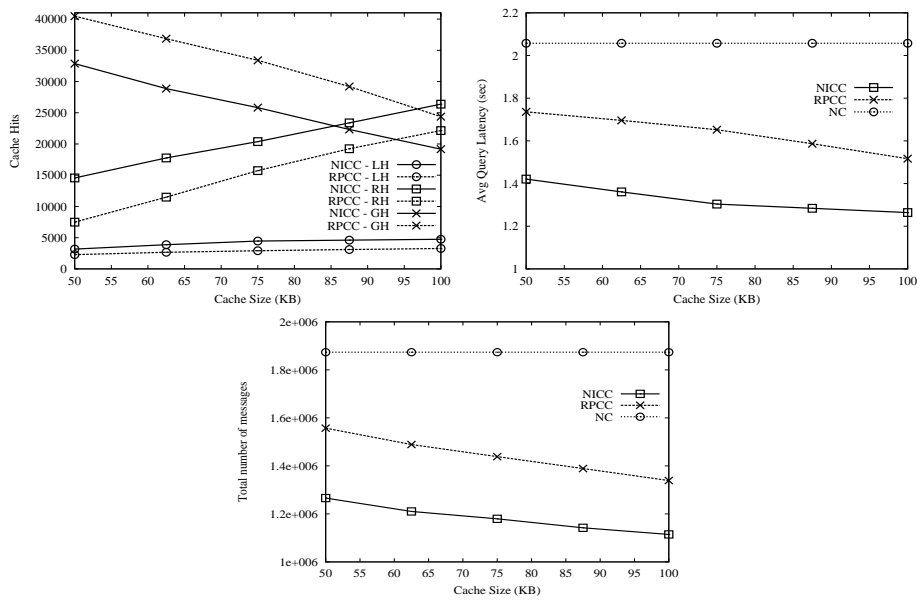 40000
35000
30000
25000
20000
15000
10000
5000
0
Cache Hits
NICC - LH
RPCC - LH
NICC - RH
RPCC - RH
NICC - GH
RPCC - GH
50 55 60 65 70 75 80 85 90 95 100
Cache Size (KB)
2.2
2
1.8
1.6
1.4
1.2
1
Avg Query Latency (sec)
NICC
RPCC
NC
50 55 60 65 70 75 80 85 90 95 100
Cache Size (KB)
2e+006
1.8e+006
1.6e+006
1.4e+006
1.2e+006
1e+006
Total number of messages
NICC
RPCC
NC
50 55 60 65 70 75 80 85 90 95 100
Cache Size (KB)